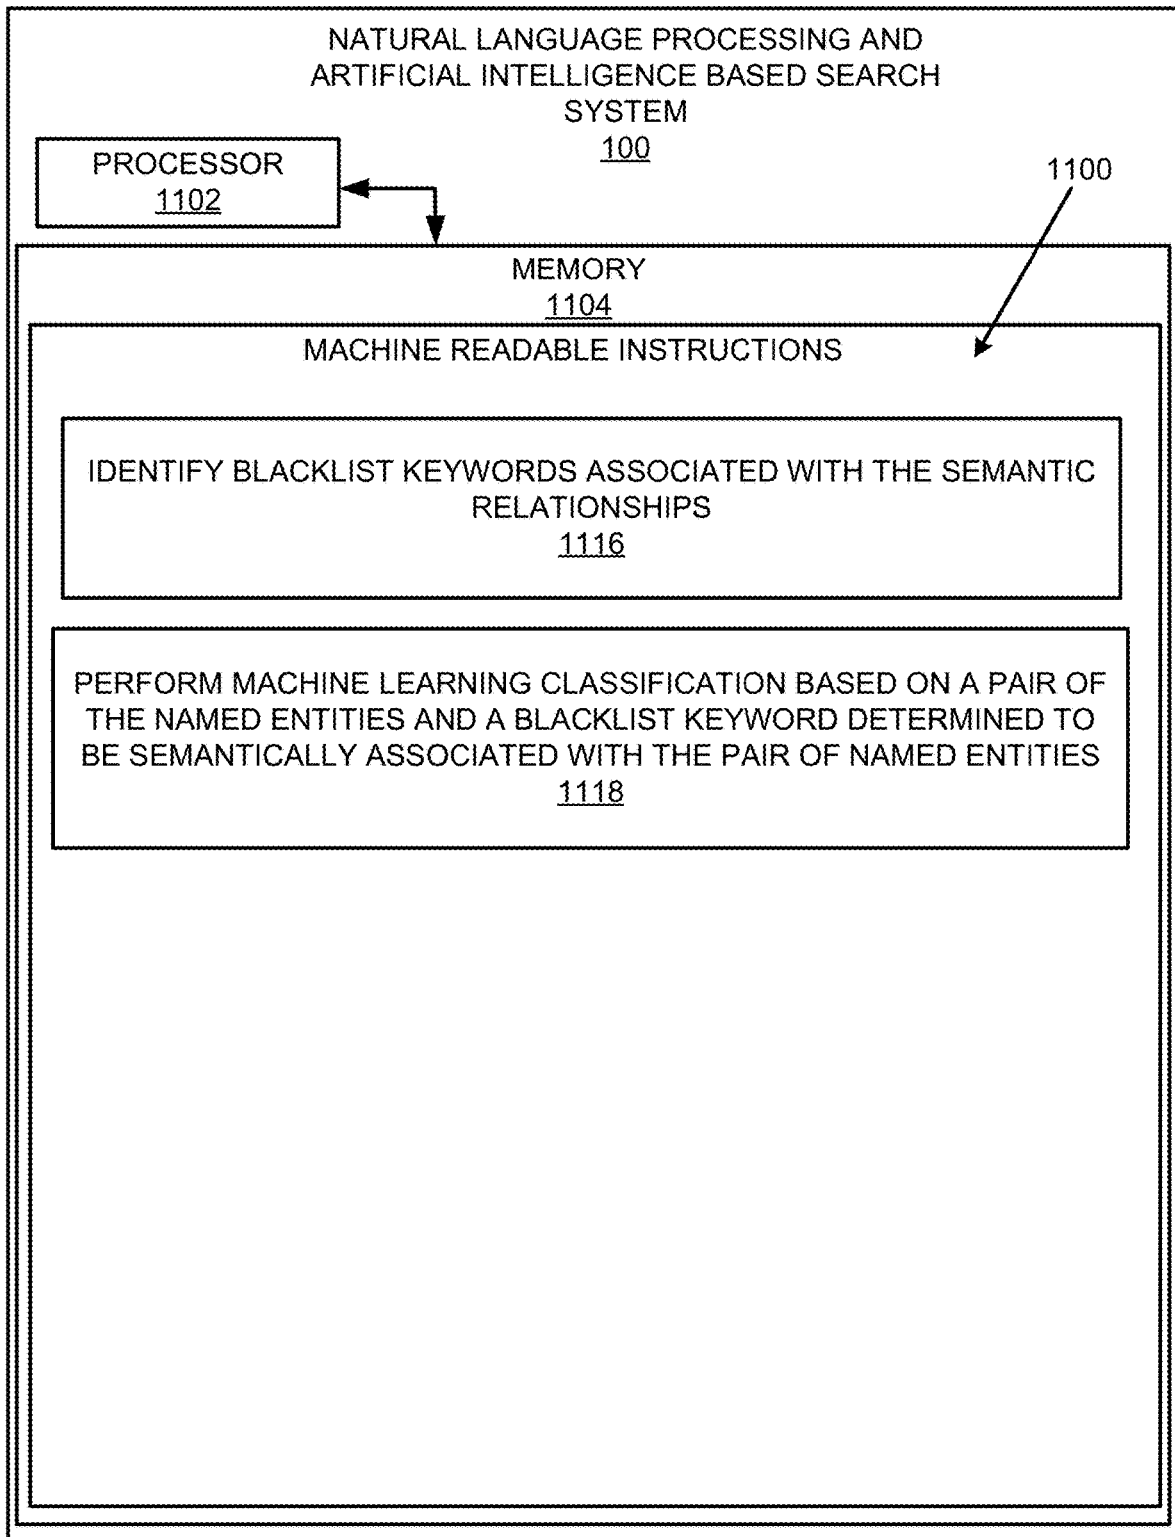 NATURAL LANGUAGE PROCESSING AND
ARTIFICIAL INTELLIGENCE BASED SEARCH
SYSTEM
100
PROCESSOR
1102
1100
MEMORY
1104
MACHINE READABLE INSTRUCTIONS
IDENTIFY BLACKLIST KEYWORDS ASSOCIATED WITH THE SEMANTIC
RELATIONSHIPS
1116
PERFORM MACHINE LEARNING CLASSIFICATION BASED ON A PAIR OF
THE NAMED ENTITIES AND A BLACKLIST KEYWORD DETERMINED TO
BE SEMANTICALLY ASSOCIATED WITH THE PAIR OF NAMED ENTITIES
1118